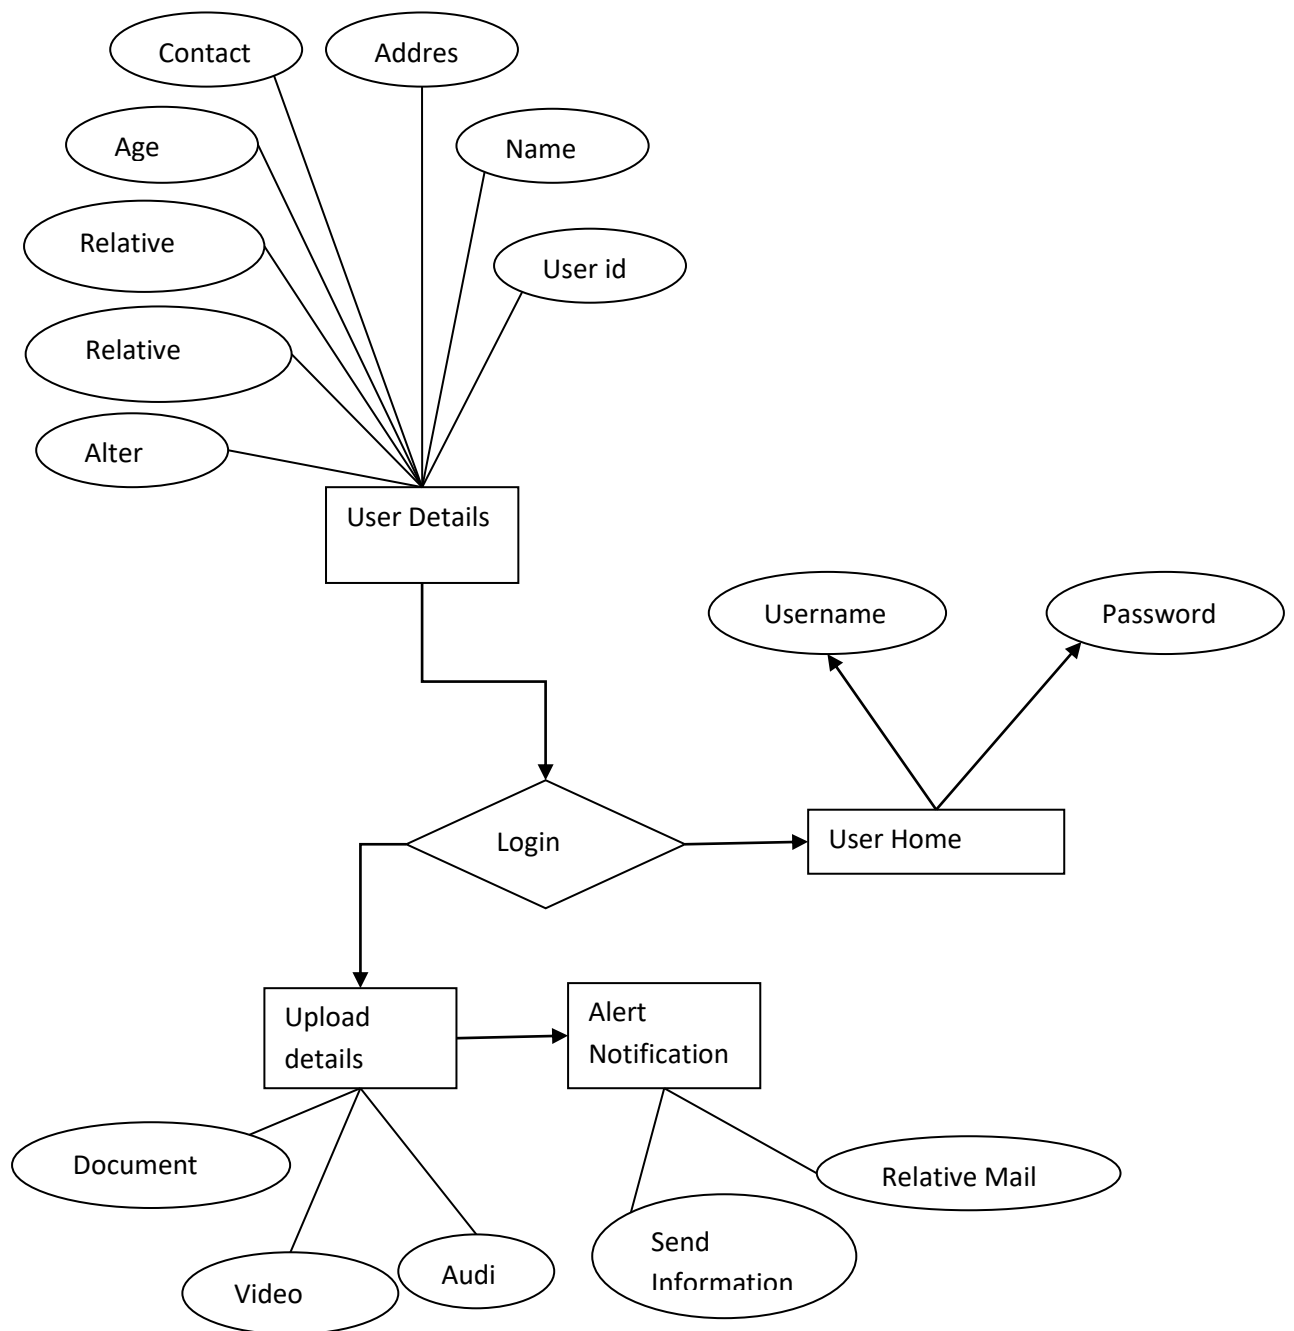 Contact
Addres
Age
Name
Relative
User id
Relative
Alter
User Details
Username
Password
Login
User Home
Upload
details
Alert
Notification
Document
Relative Mail
Send
Information
Video
Audi